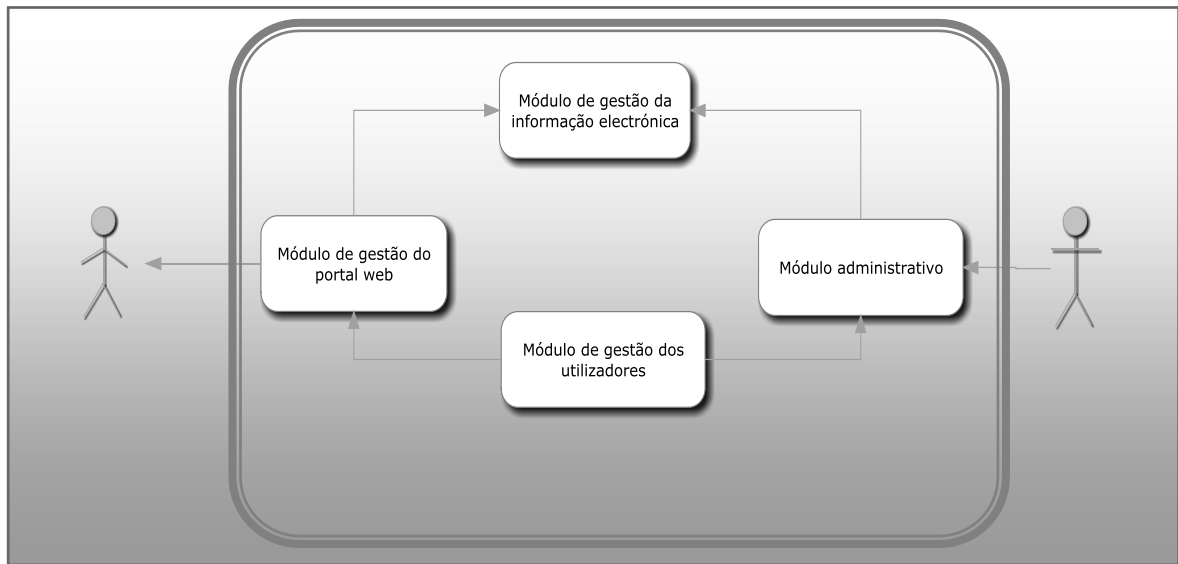 Módulo de gestão da
informação electrónica
Módulo de gestão do
portal web
Módulo administrativo
Módulo de gestão dos
utilizadores